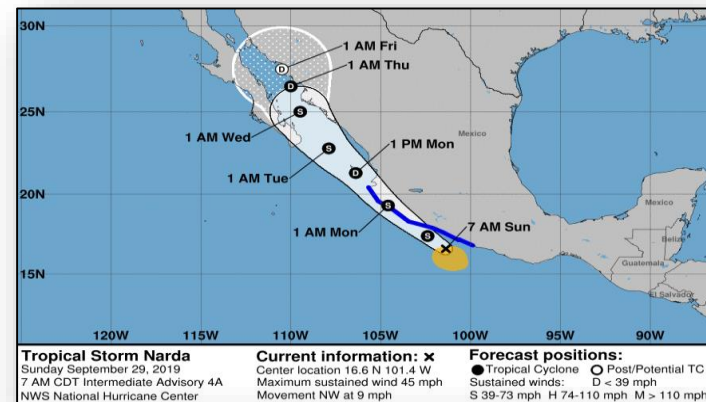 30N
25N
20N
15N
1 AM Fri
1 AM Thu
1 AM Wed
1 PM Mon
1 AM Tue
1 AM Mon
7 AM Sun
Mexico
Mexico
Belize
Guatemala
El Salvador
D
D
S
S
D
S
S
120W 115W 110W 105W 100W 95W 90W
Tropical Storm Narda
Sunday September 29, 2019
7 AM CDT Intermediate Advisory 4A
NWS National Hurricane Center
Current information: ×
Center location 16.6 N 101.4 W
Maximum sustained wind 45 mph
Movement NW at 9 mph
Forecast positions:
● Tropical Cyclone ○ Post/Potential TC
Sustained winds: D < 39 mph
S 39-73 mph H 74-110 mph M > 110 mph